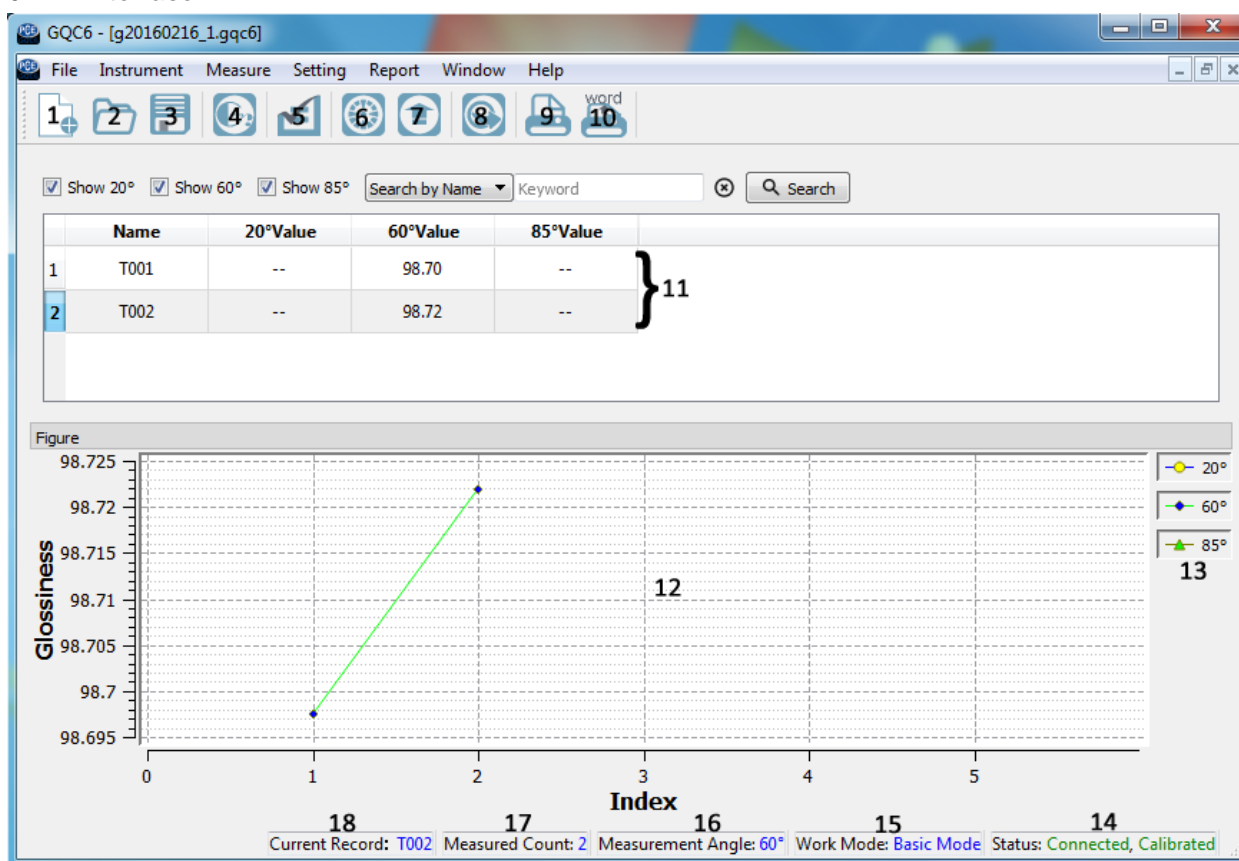 GQC6 - [g20160216_1.gqc6]
File Instrument Measure Setting Report Window Help
word
1 2 3 4 5 6 7 8 9 10
Show 20° Show 60° Show 85° Search by Name Keyword Search
Name 20°Value 60°Value 85°Value
1 T001 -- 98.70 --
11
2 T002 -- 98.72 --
Figure
98.725
98.72
98.715
98.71
98.705
98.7
98.695
Glossiness
12
20°
60°
85°
13
0 1 2 3 4 5
Index
18 17 16 15 14
Current Record: T002 Measured Count: 2 Measurement Angle: 60° Work Mode: Basic Mode Status: Connected, Calibrated